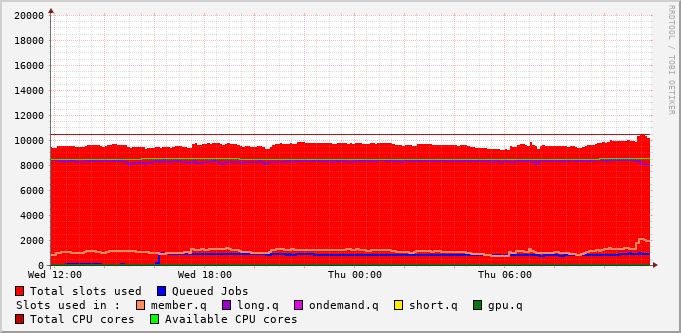 20000
18000
16000
14000
12000
10000
8000
6000
4000
2000
0
Wed 12:00 Wed 18:00 Thu 00:00 Thu 06:00
RRDTOOL / TOBI OETIKER
Total slots used Queued Jobs
Slots used in : member.q long.q ondemand.q short.q gpu.q
Total CPU cores Available CPU cores